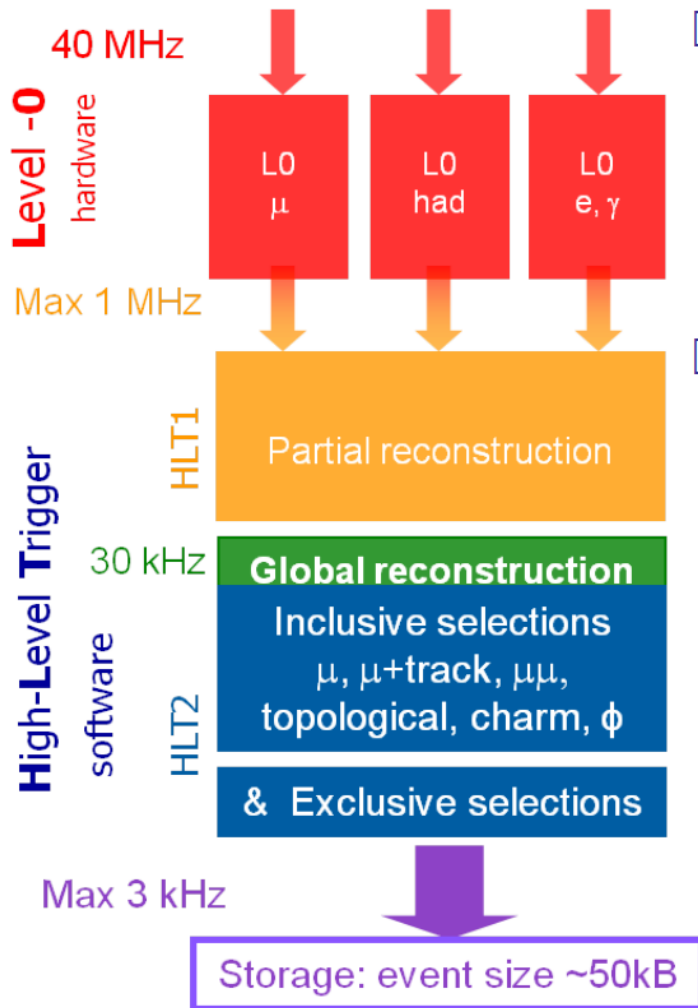 40 MHz
Level -0
hardware
L0
μ
L0
had
L0
e, γ
Max 1 MHz
HLT1
Partial reconstruction
High-Level Trigger
software
30 kHz
Global reconstruction
HLT2
Inclusive selections
μ, μ+track, μμ,
topological, charm, ϕ
& Exclusive selections
Max 3 kHz
Storage: event size ~50kB